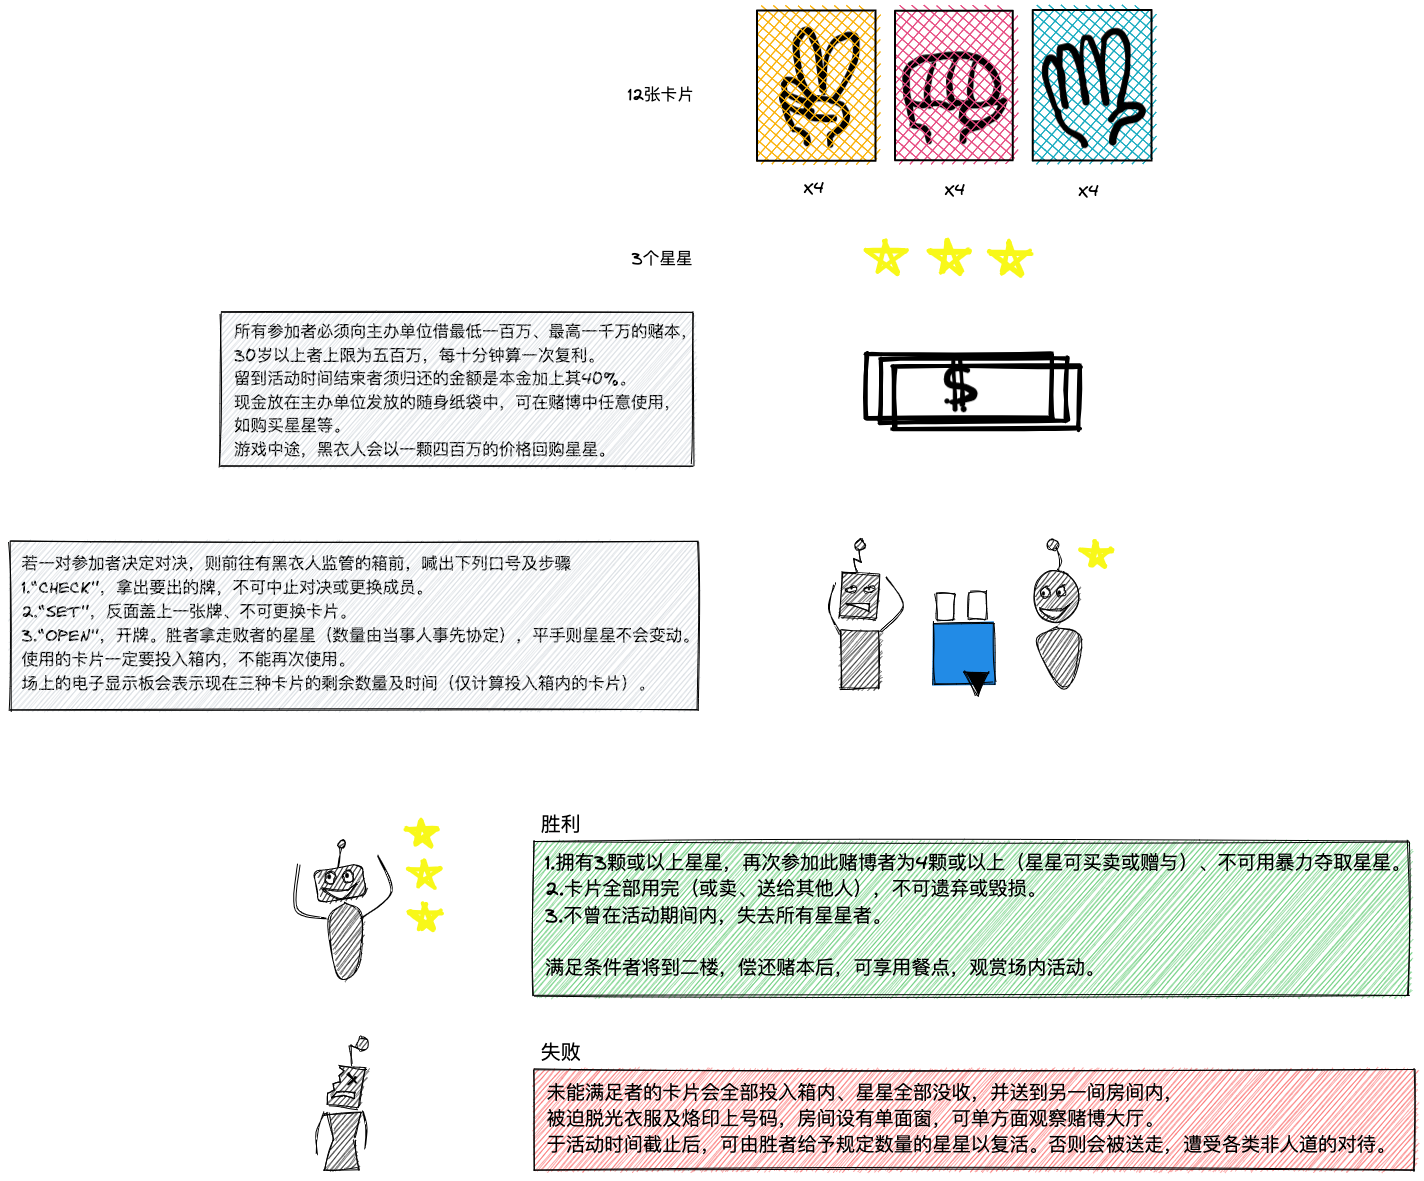 12张卡片
x4
x4
x4
3个星星
所有参加者必须向主办单位借最低一百万、最高一千万的赌本，
30岁以上者上限为五百万，每十分钟算一次复利。
留到活动时间结束者须归还的金额是本金加上其40%。
现金放在主办单位发放的随身纸袋中，可在赌博中任意使用，
如购买星星等。
游戏中途，黑衣人会以一颗四百万的价格回购星星。
$
若一对参加者决定对决，则前往有黑衣人监管的箱前，喊出下列口号及步骤
1.“CHECK”，拿出要出的牌，不可中止对决或更换成员。
2.“SET”，反面盖上一张牌、不可更换卡片。
3.“OPEN”，开牌。胜者拿走败者的星星（数量由当事人事先协定），平手则星星不会变动。
使用的卡片一定要投入箱内，不能再次使用。
场上的电子显示板会表示现在三种卡片的剩余数量及时间（仅计算投入箱内的卡片）。
胜利
1.拥有3颗或以上星星，再次参加此赌博者为4颗或以上（星星可买卖或赠与）、不可用暴力夺取星星。
2.卡片全部用完（或卖、送给其他人），不可遗弃或毁损。
3.不曾在活动期间内，失去所有星星者。
满足条件者将到二楼，偿还赌本后，可享用餐点，观赏场内活动。
失败
未能满足者的卡片会全部投入箱内、星星全部没收，并送到另一间房间内，
被迫脱光衣服及烙印上号码，房间设有单面窗，可单方面观察赌博大厅。
于活动时间截止后，可由胜者给予规定数量的星星以复活。否则会被送走，遭受各类非人道的对待。